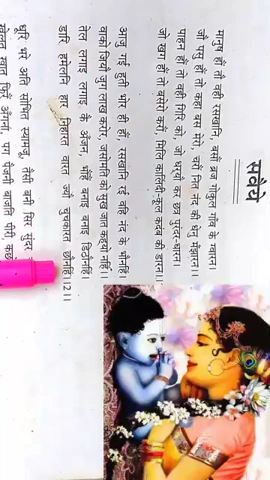 सवैये
मानुष हौं तौ वही रसखानि, बसौं ब्रज गोकुल गाँव के ग्वारन।
जौ पसु हौं तौ कहा बस मेरो, चरौं नित नंद की धेनु मँझारन।।
पाहन हौं तौ वही गिरि को, जो धर्यौ कर छत्र पुरंदर-धारन।
जो खग हौं तौ बसेरो करौं, मिलि कालिंदी-कूल कदंब की डारन।।
आजु गई हुती भोर ही हौं, रसखानि रई वहि नंद के भौनहिं।
वाको जियौ जुग लाख करोर, जसोमति को सुख जात कह्यो नहिं।।
तेल लगाइ लगाइ कै अँजन, भौंहैं बनाइ बनाइ डिठौनहिं।
डारि हमेलनि हार निहारत वारत ज्यौं चुचकारत छौनहिं।।2।।
धूरि भरे अति शोभित स्यामजू, तैसी बनी सिर सुंदर
खेलत खात फिरैं अँगना, पग पैंजनी बाजति पीरी